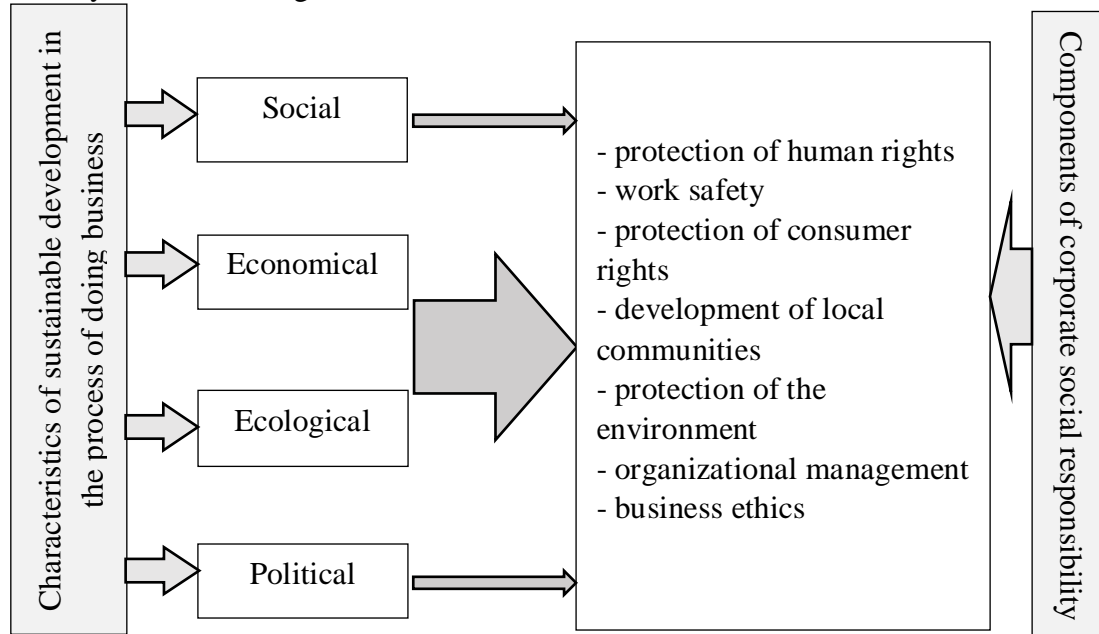 Characteristics of sustainable development in
the process of doing business
Social
Economical
Ecological
Political
- protection of human rights
- work safety
- protection of consumer
rights
- development of local
communities
- protection of the
environment
- organizational management
- business ethics
Components of corporate social responsibility